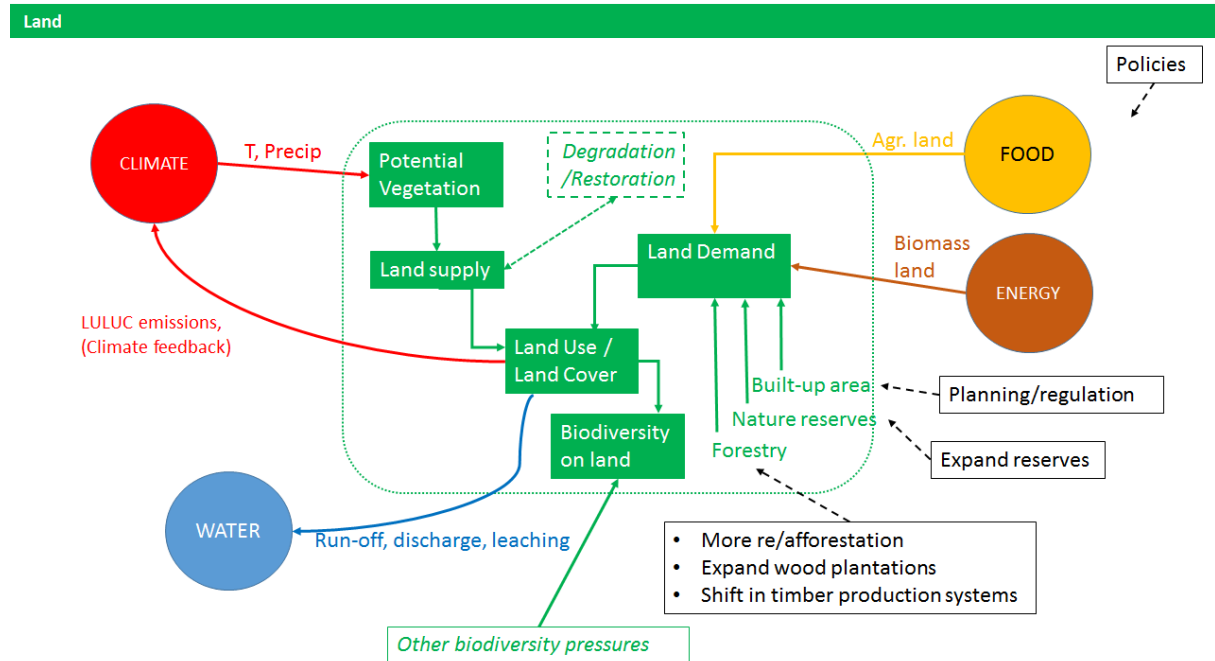 Land
Policies
CLIMATE
T, Precip
Potential
Vegetation
Degradation
/Restoration
Agr. land
FOOD
Land supply
Land Demand
Biomass
land
ENERGY
LULUC emissions,
(Climate feedback)
Land Use /
Land Cover
Built-up area
Planning/regulation
Nature reserves
Biodiversity
on land
Forestry
Expand reserves
WATER
Run-off, discharge, leaching
• More re/afforestation
• Expand wood plantations
• Shift in timber production systems
Other biodiversity pressures